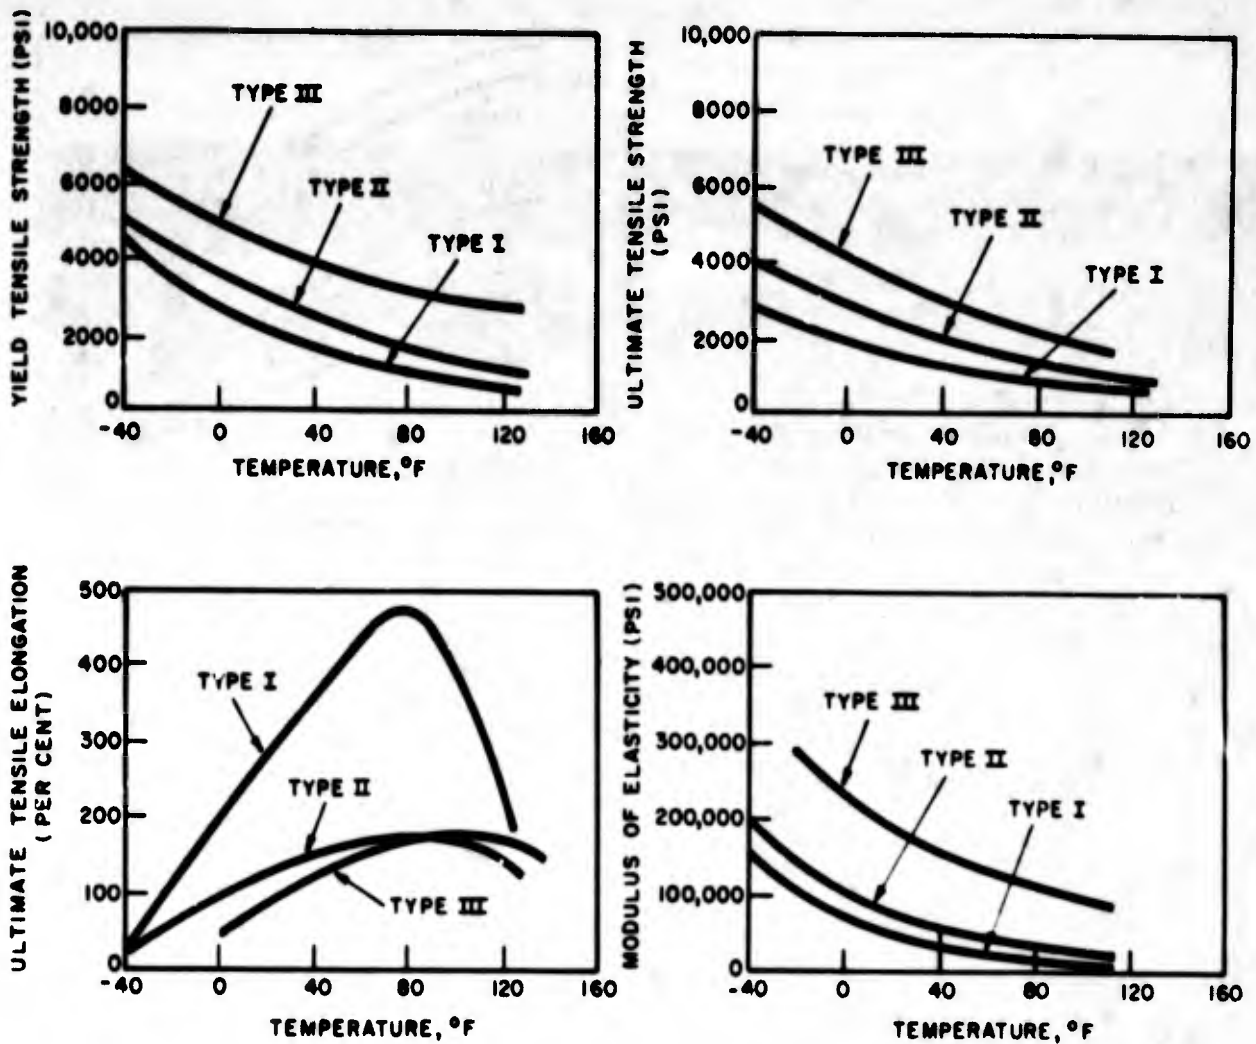 YIELD TENSILE STRENGTH (PSI)
10,000
8000
6000
4000
2000
0
TYPE III
TYPE II
TYPE I
-40 0 40 80 120 160
TEMPERATURE, °F
ULTIMATE TENSILE STRENGTH
(PSI)
10,000
8000
6000
4000
2000
0
TYPE III
TYPE II
TYPE I
-40 0 40 80 120 160
TEMPERATURE, °F
ULTIMATE TENSILE ELONGATION
(PER CENT)
500
400
300
200
100
0
TYPE I
TYPE II
TYPE III
-40 0 40 80 120 160
TEMPERATURE, °F
MODULUS OF ELASTICITY (PSI)
500,000
400,000
300,000
200,000
100,000
0
TYPE III
TYPE II
TYPE I
-40 0 40 80 120 160
TEMPERATURE, °F